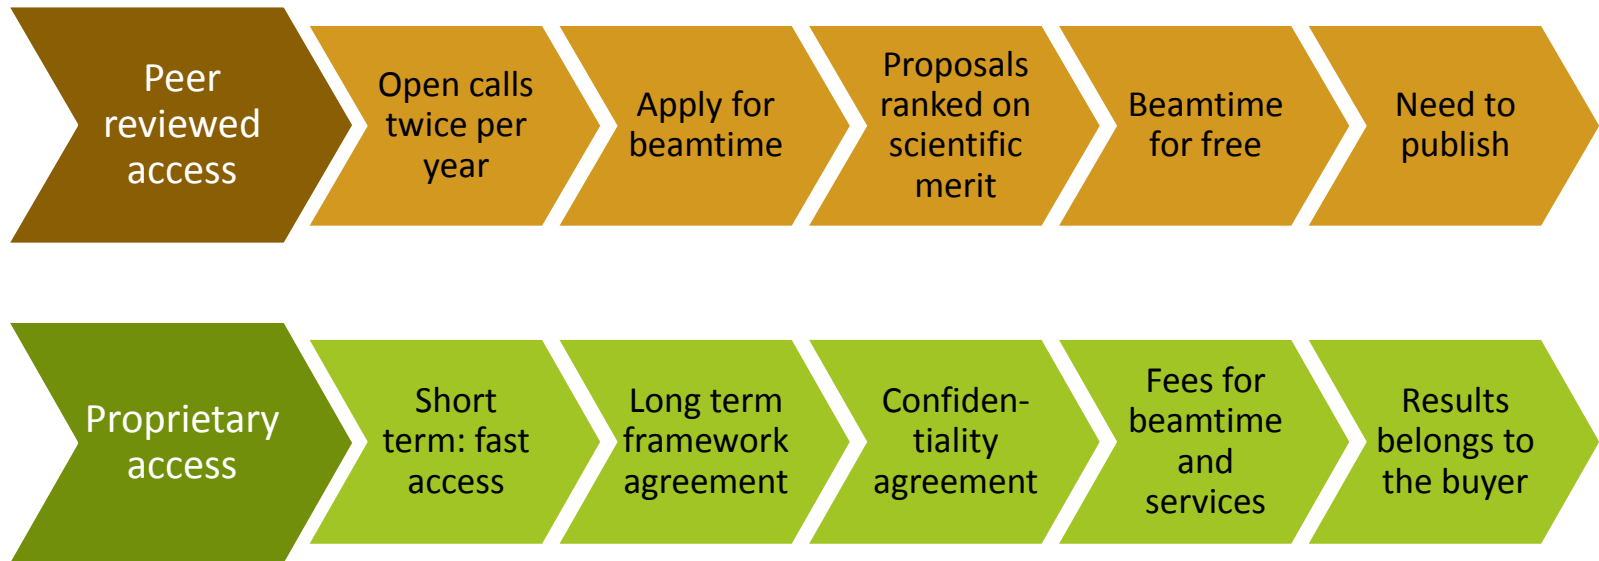 Peer
reviewed
access
Open calls
twice per
year
Apply for
beamtime
Proposals
ranked on
scientific
merit
Beamtime
for free
Need to
publish
Proprietary
access
Short
term: fast
access
Long term
framework
agreement
Confiden-
tiality
agreement
Fees for
beamtime
and
services
Results
belongs to
the buyer